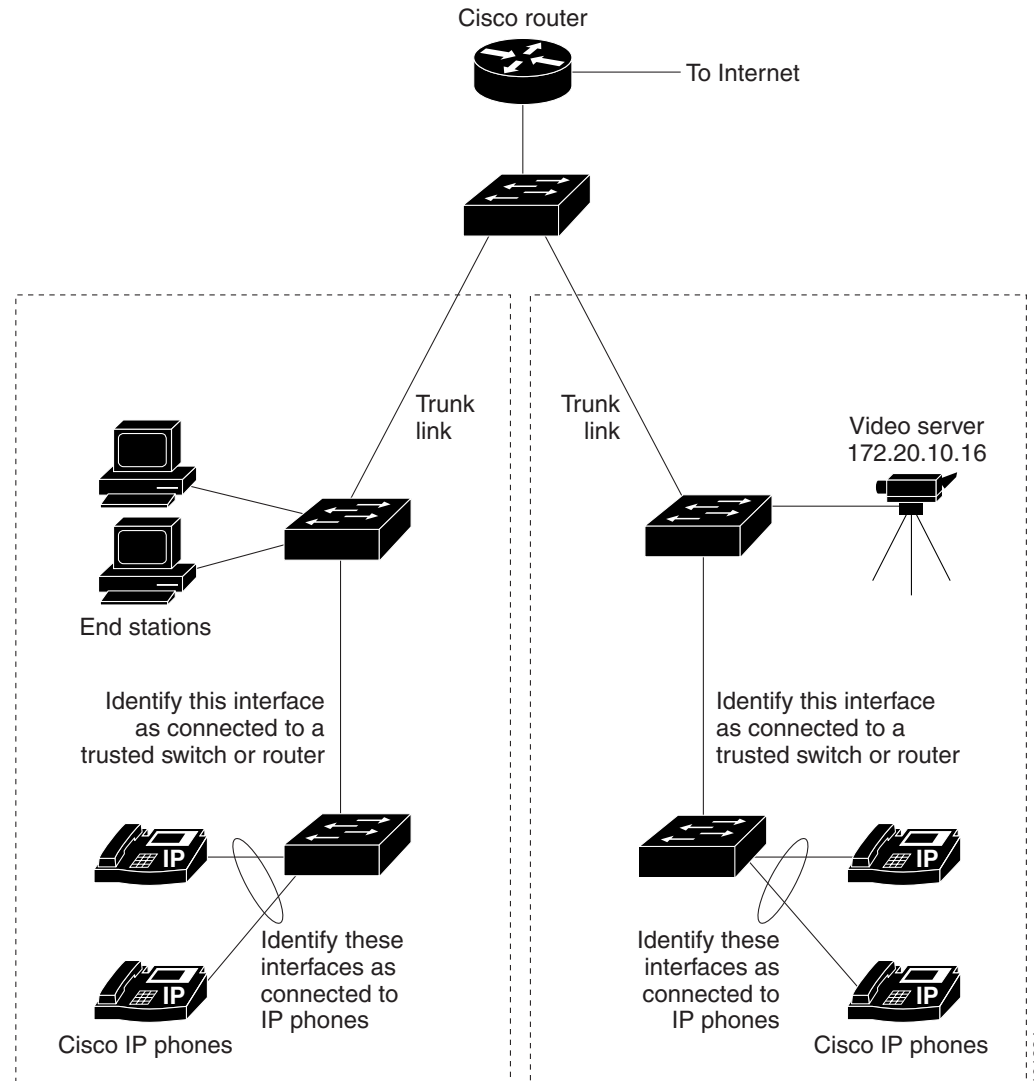 Cisco router
To Internet
Trunk
link
Trunk
link
Video server
172.20.10.16
End stations
Identify this interface
as connected to a
trusted switch or router
Identify this interface
as connected to a
trusted switch or router
IP
IP
IP
IP
Identify these
interfaces as
connected to
IP phones
Identify these
interfaces as
connected to
IP phones
Cisco IP phones
Cisco IP phones